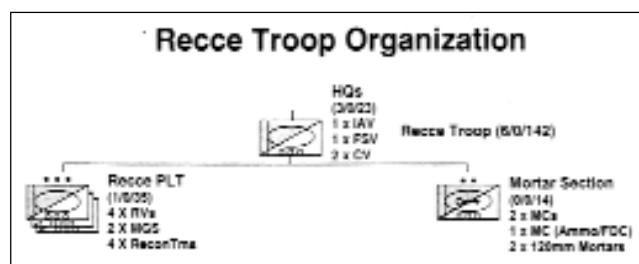 Recce Troop Organization
HQs
(3/0/23)
1 x IAV
1 x FSV
2 x CV
Recce Troop (6/0/142)
Recce PLT
(1/0/35)
4 X RVs
2 X MGS
4 X ReconTms
Mortar Section
(0/0/14)
2 x MCs
1 x MC (Ammo/FDC)
2 x 120mm Mortars